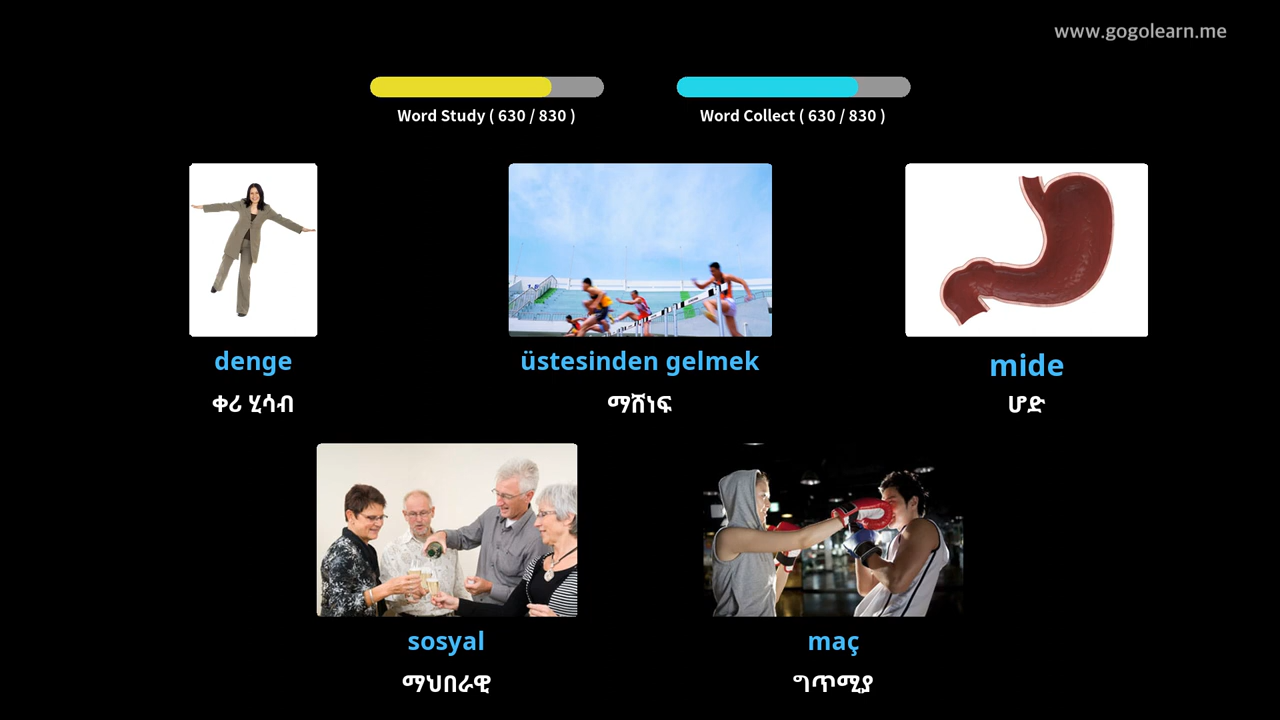 www.gogolearn.me
Word Study ( 630 / 830 )
Word Collect ( 630 / 830 )
denge
ቀሪ ሂሳብ
üstesinden gelmek
ማሸነፍ
mide
ሆድ
sosyal
ማህበራዊ
maç
ግጥሚያ